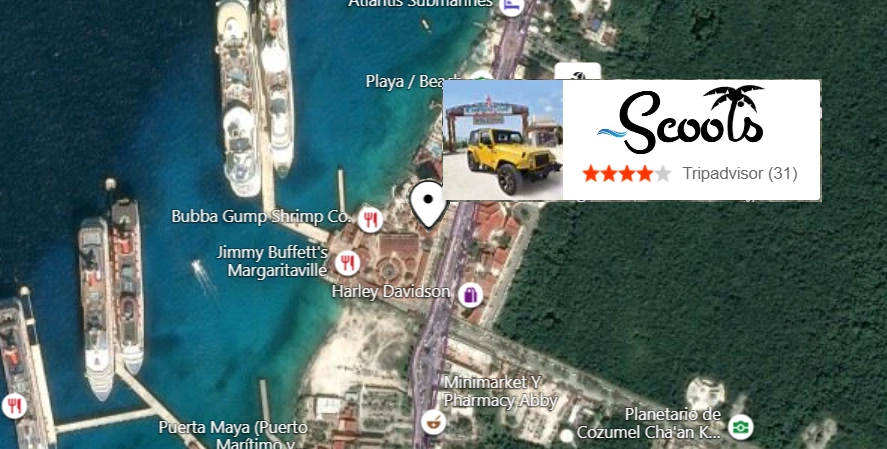 Atlantis Submarines
Playa / Beach
Scoots
Tripadvisor (31)
Bubba Gump Shrimp Co.
Jimmy Buffett's
Margaritaville
Harley Davidson
Minimarket Y
Pharmacy Abby
Planetario de
Cozumel Cha'an K...
Puerta Maya (Puerto
Marítimo y